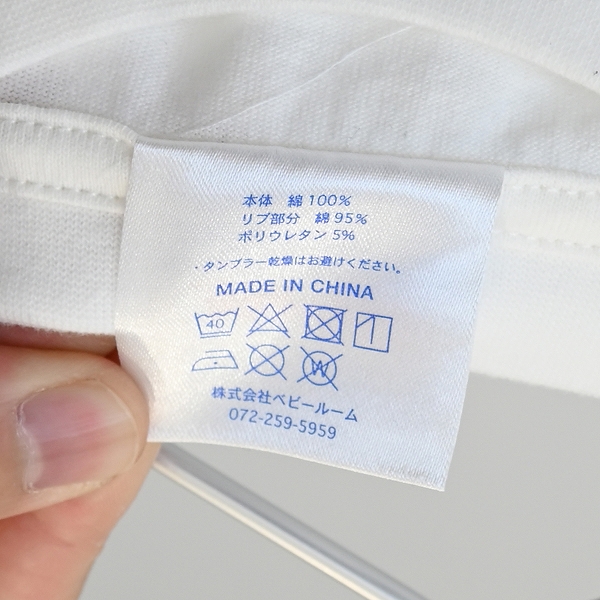 本体 綿 100%
リブ部分 綿 95%
ポリウレタン 5%
・タンブラー乾燥はお避けください。
MADE IN CHINA
40
W
株式会社ベビールーム
072-259-5959